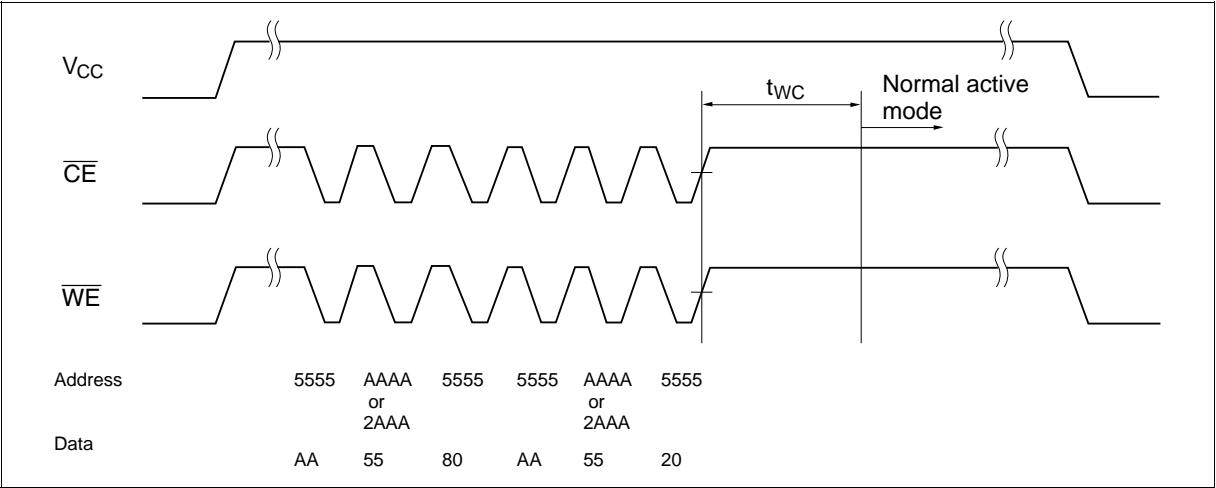 VCC
tWC
Normal active
mode
CE
WE
Address 5555 AAAA 5555 5555 AAAA 5555
or or
2AAA 2AAA
Data
AA 55 80 AA 55 20